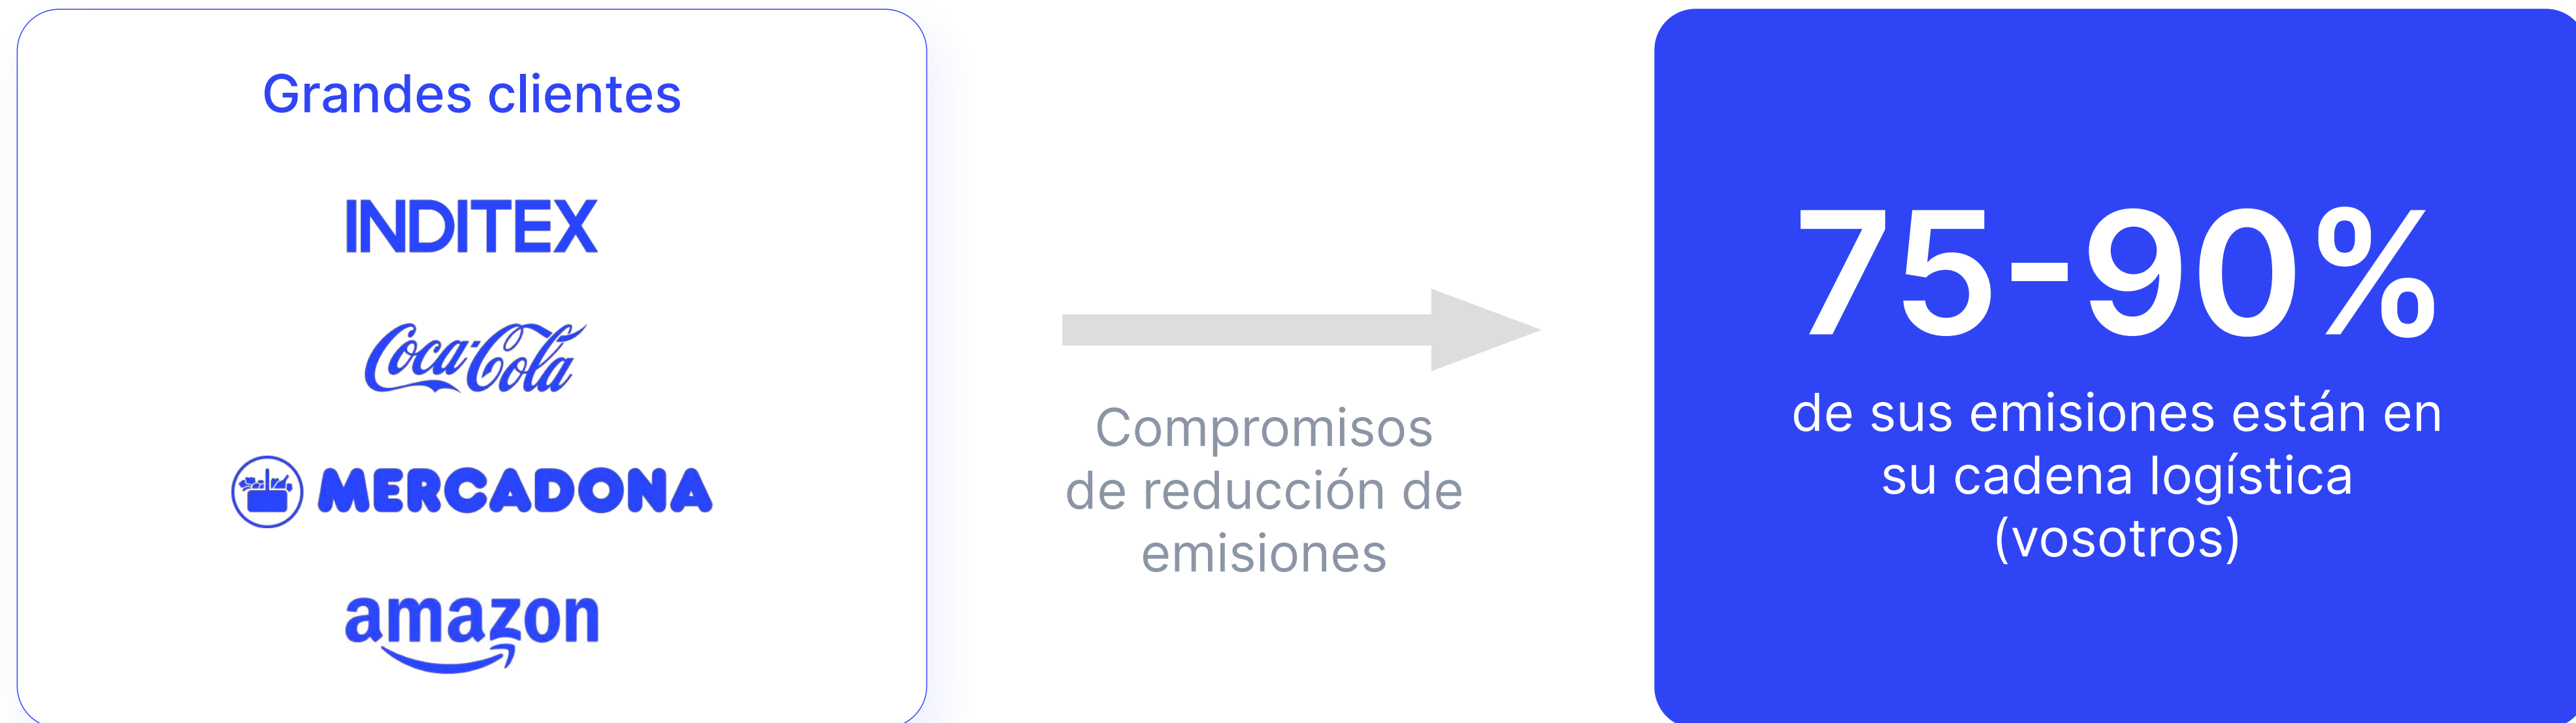 Grandes clientes
INDITEX
Coca-Cola
MERCADONA
amazon
Compromisos
de reducción de
emisiones
75-90%
de sus emisiones están en
su cadena logística
(vosotros)